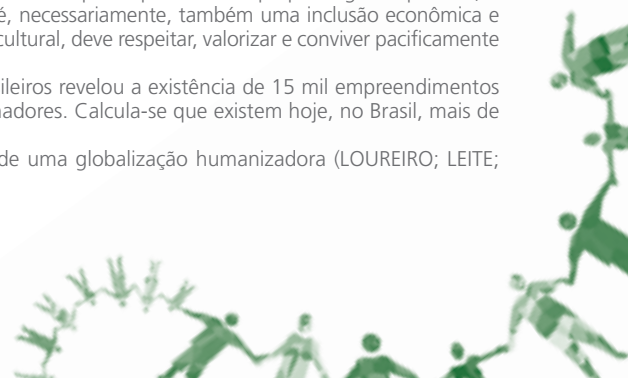 é, necessariamente, também uma inclusão econômica e
cultural, deve respeitar, valorizar e conviver pacificamente
ileiros revelou a existência de 15 mil empreendimentos
adores. Calcula-se que existem hoje, no Brasil, mais de
de uma globalização humanizadora (LOUREIRO; LEITE;